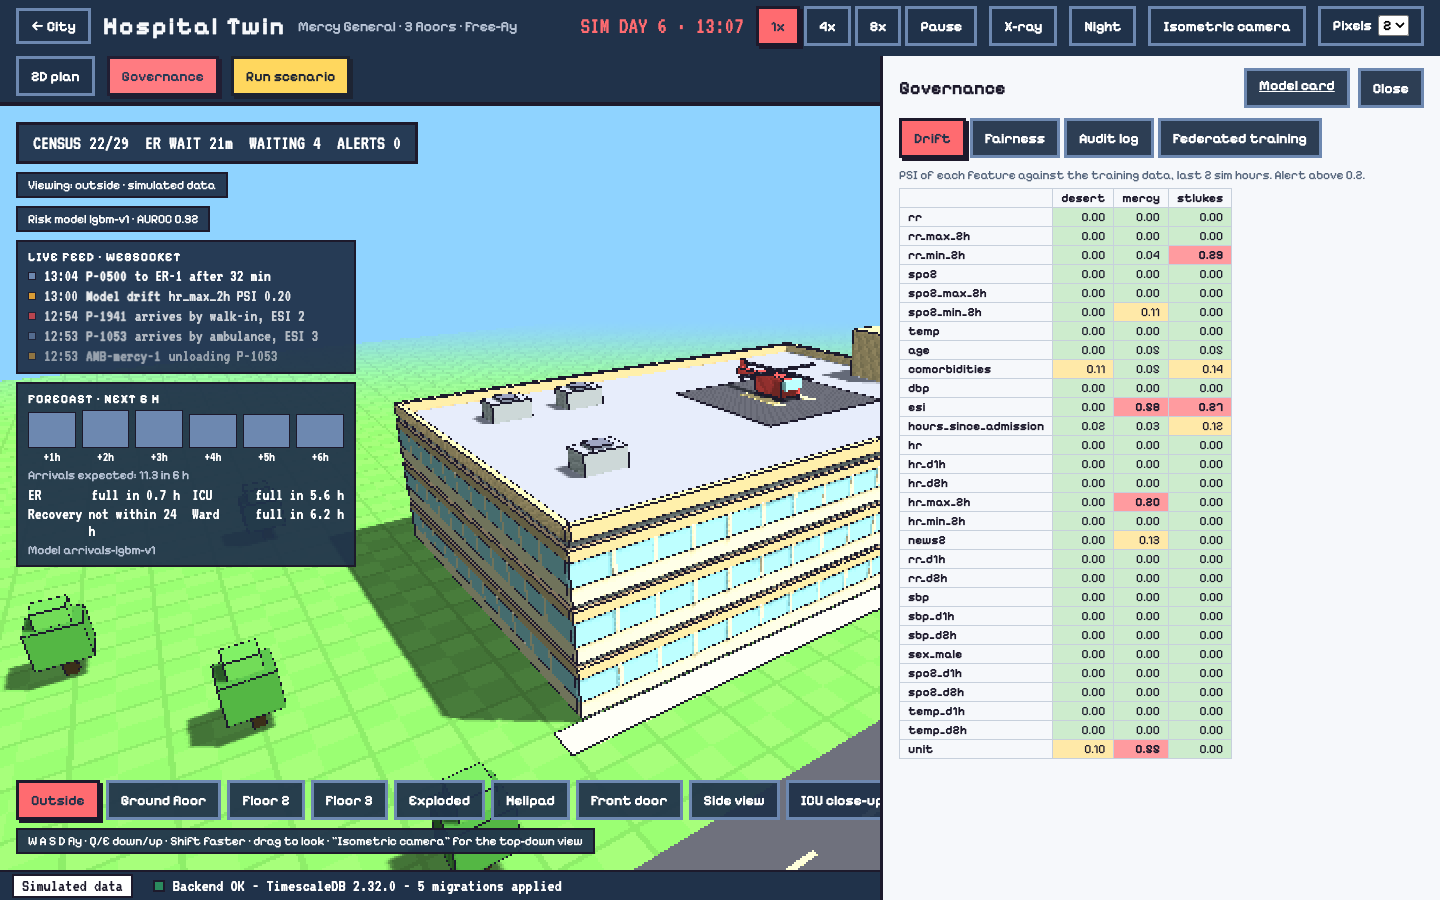 ← City
Hospital Twin
Mercy General · 3 floors · Free-fly
SIM DAY 6 · 13:07
1x
4x
8x
Pause
X-ray
Night
Isometric camera
Pixels 2
2D plan
Governance
Run scenario
CENSUS 22/29 ER WAIT 21m WAITING 4 ALERTS 0
Viewing: outside · simulated data
Risk model lgbm-v1 · AUROC 0.92
LIVE FEED · WEBSOCKET
13:04 P-0500 to ER-1 after 32 min
13:00 Model drift hr_max_2h PSI 0.20
12:54 P-1941 arrives by walk-in, ESI 2
12:53 P-1053 arrives by ambulance, ESI 3
12:53 AMB-mercy-1 unloading P-1053
FORECAST · NEXT 6 H
+1h +2h +3h +4h +5h +6h
Arrivals expected: 11.3 in 6 h
ER full in 0.7 h ICU full in 5.6 h
Recovery not within 24 h Ward full in 6.2 h
Model arrivals-lgbm-v1
Outside
Ground floor
Floor 2
Floor 3
Exploded
Helipad
Front door
Side view
ICU close-up
W A S D fly · Q/E down/up · Shift faster · drag to look · "Isometric camera" for the top-down view
Simulated data
Backend OK - TimescaleDB 2.32.0 - 5 migrations applied
Governance
Model card
Close
Drift
Fairness
Audit log
Federated training
PSI of each feature against the training data, last 2 sim hours. Alert above 0.2.
desert mercy stlukes
rr 0.00 0.00 0.00
rr_max_2h 0.00 0.00 0.00
rr_min_2h 0.00 0.04 0.29
spo2 0.00 0.00 0.00
spo2_max_2h 0.00 0.00 0.00
spo2_min_2h 0.00 0.11 0.00
temp 0.00 0.00 0.00
age 0.00 0.08 0.08
comorbidities 0.11 0.08 0.14
dbp 0.00 0.00 0.00
esi 0.00 0.27
hours_since_admission 0.02 0.03 0.12
hr 0.00 0.00 0.00
hr_d1h 0.00 0.00 0.00
hr_d2h 0.00 0.00 0.00
hr_max_2h 0.00 0.20 0.00
hr_min_2h 0.00 0.00 0.00
news2 0.00 0.13 0.00
rr_d1h 0.00 0.00 0.00
rr_d2h 0.00 0.00 0.00
sbp 0.00 0.00 0.00
sbp_d1h 0.00 0.00 0.00
sbp_d2h 0.00 0.00 0.00
sex_male 0.00 0.00 0.00
spo2_d1h 0.00 0.00 0.00
spo2_d2h 0.00 0.00 0.00
temp_d1h 0.00 0.00 0.00
temp_d2h 0.00 0.00 0.00
unit 0.10 0.00